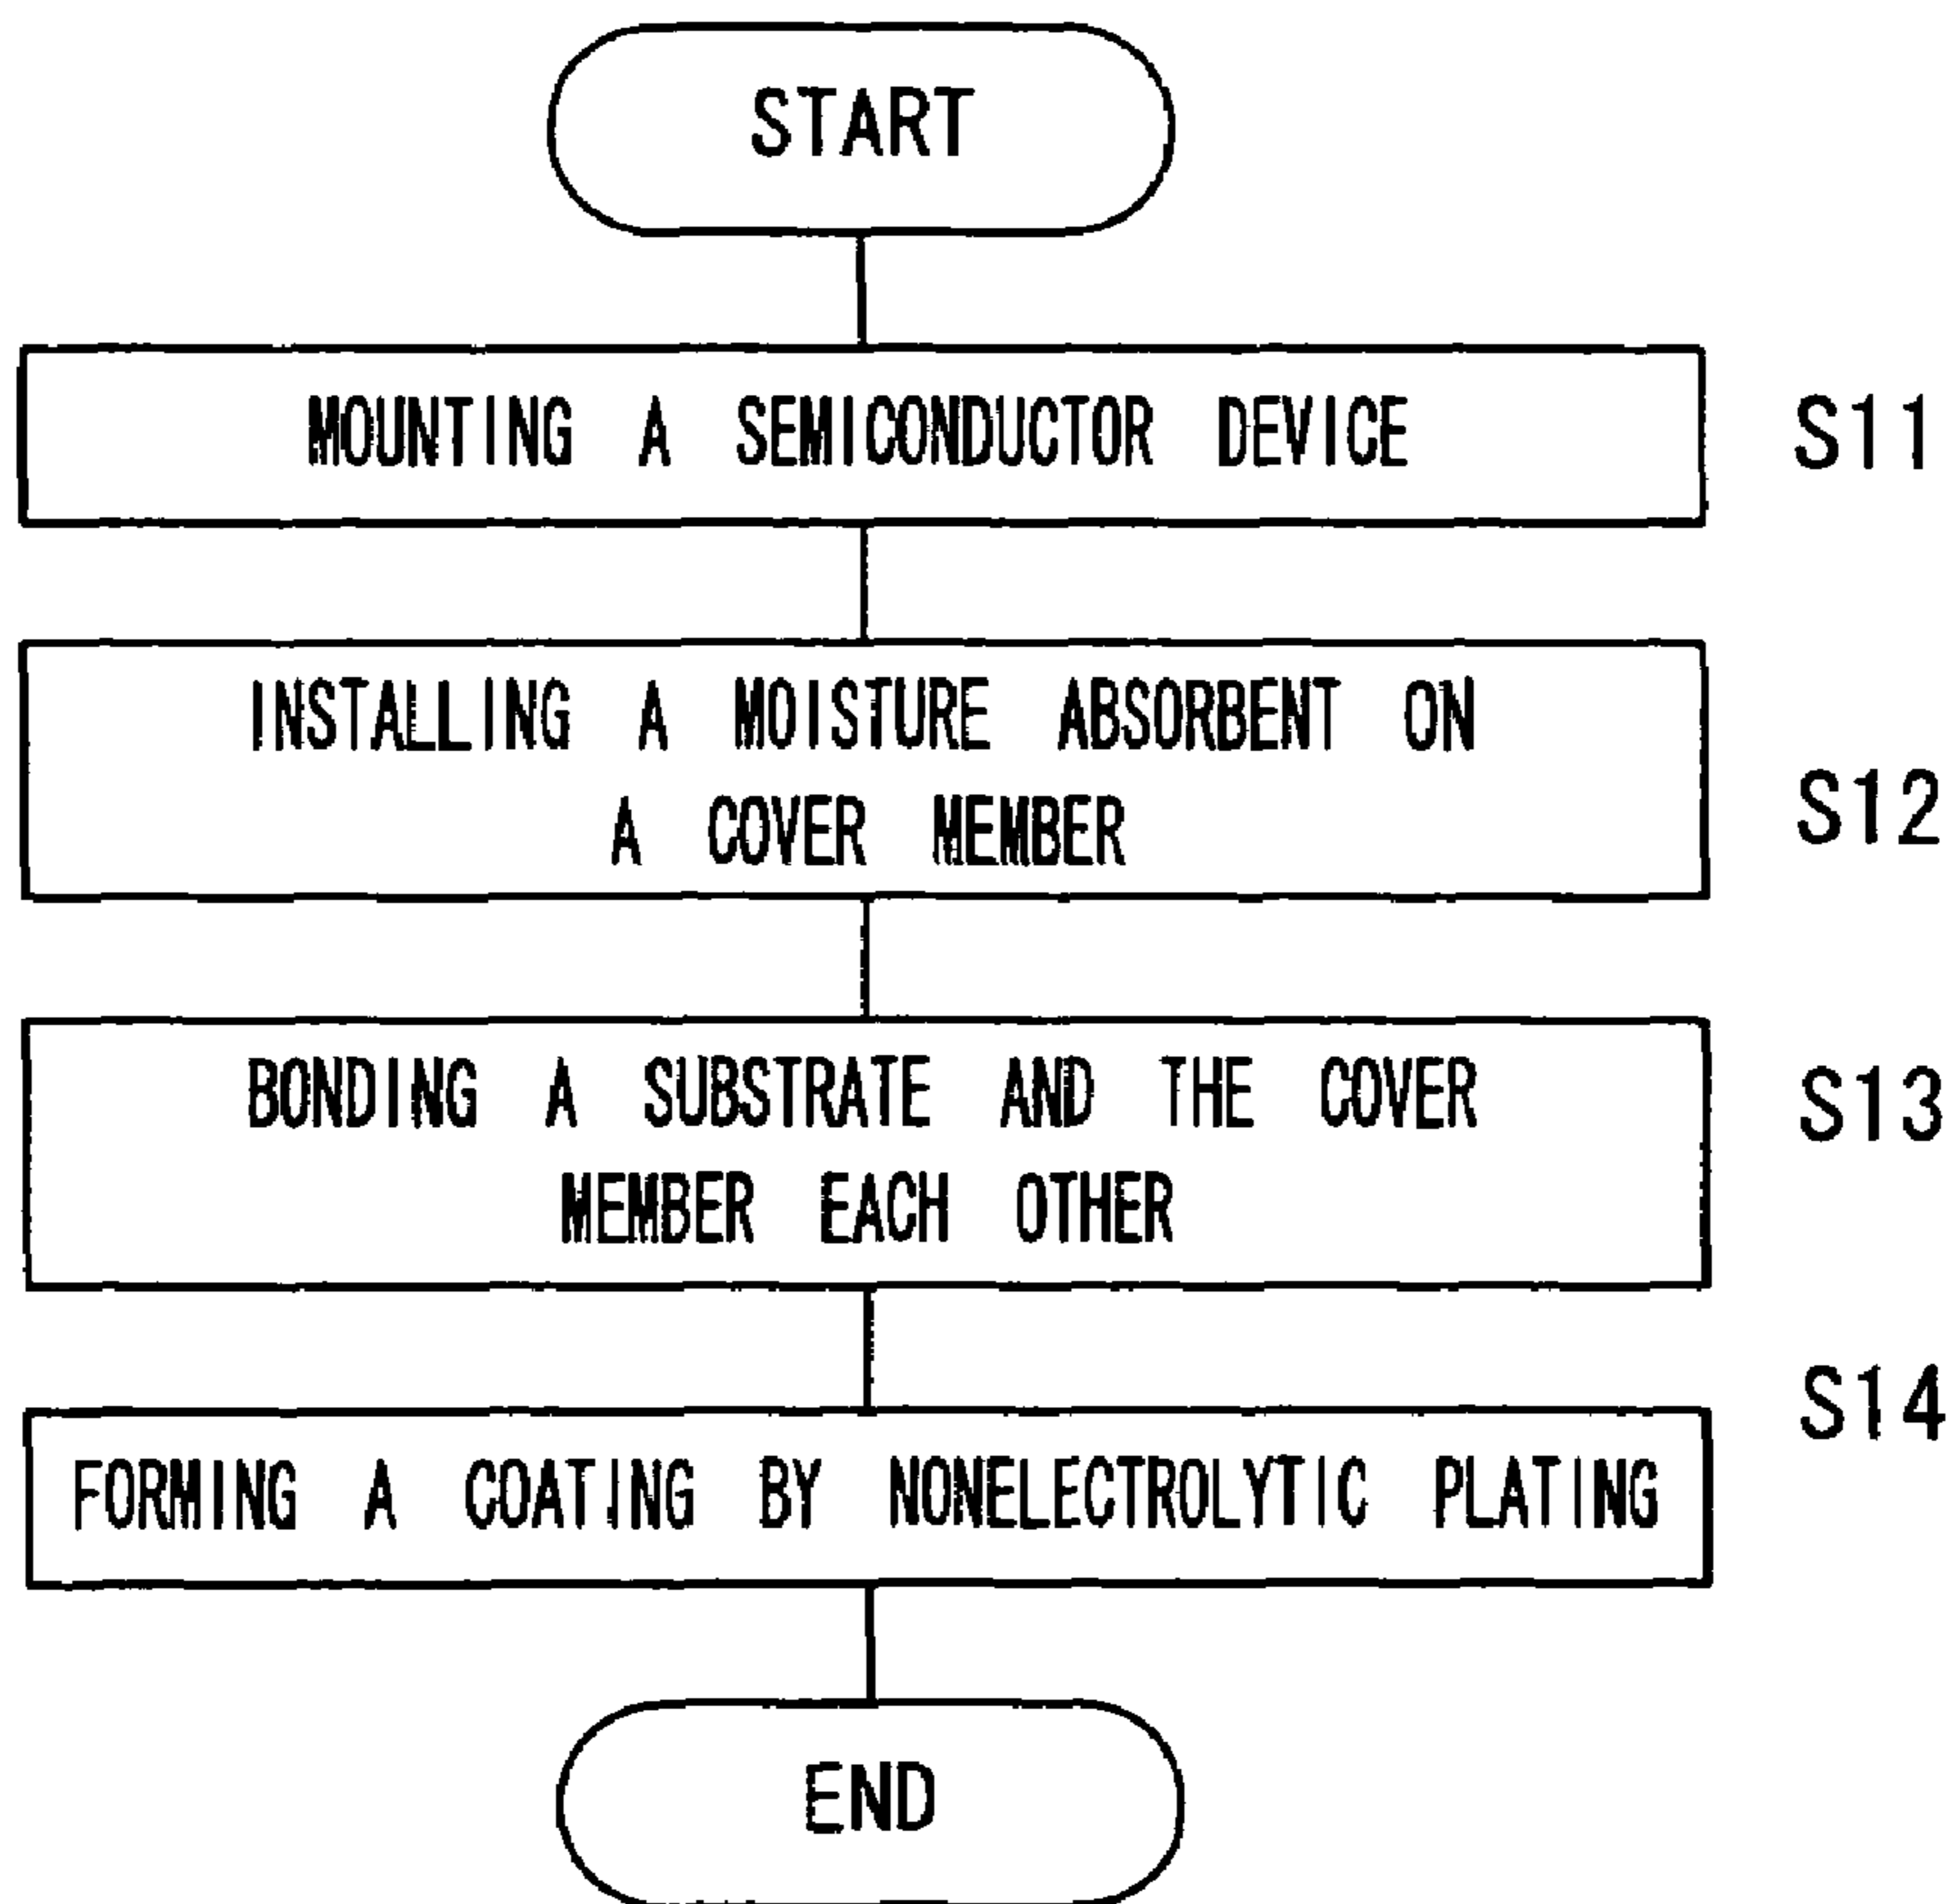 START
MOUNTING A SEMICONDUCTOR DEVICE
S11
INSTALLING A MOISTURE ABSORBENT ON
A COVER MEMBER
S12
BONDING A SUBSTRATE AND THE COVER
MEMBER EACH OTHER
S13
S14
FORMING A COATING BY NONELECTROLYTIC PLATING
END